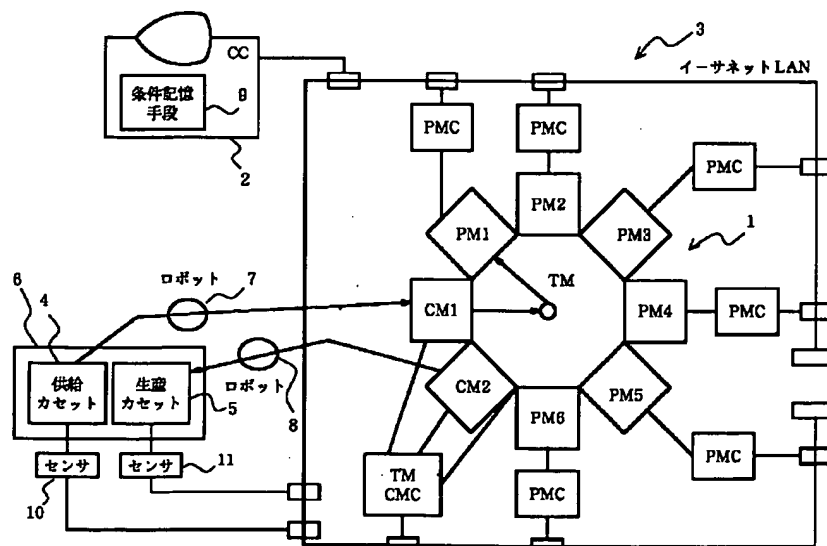 CC
条件記憶
手段
9
2
3
イーサネットLAN
PMC
PMC
PMC
PM2
PM1
PM3
1
ロボット
7
TM
6
4
CM1
PM4
PMC
供給
カセット
生産
カセット
5
ロボット
8
CM2
PM6
PM5
センサ
10
センサ
11
TM
CMC
PMC
PMC